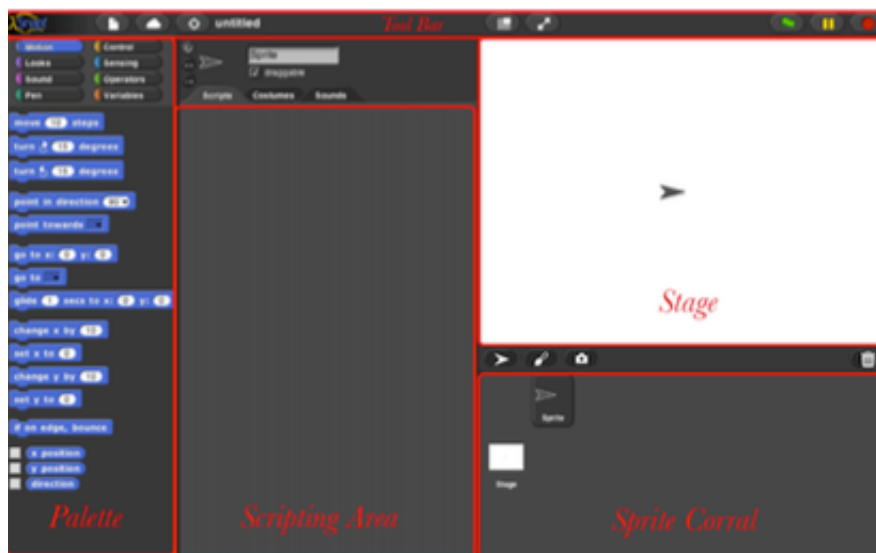 Snap!
untitled
Tool Bar
Motion Control
Looks Sensing
Sound Operators
Pen Variables
Sprite
draggable
Scripts Costumes Sounds
move 10 steps
turn 15 degrees
turn 15 degrees
point in direction 90
point towards
go to x: 0 y: 0
go to
glide 1 secs to x: 0 y: 0
change x by 10
set x to 0
change y by 10
set y to 0
if on edge, bounce
x position
y position
direction
Palette
Scripting Area
Stage
Sprite
Stage
Sprite Corral